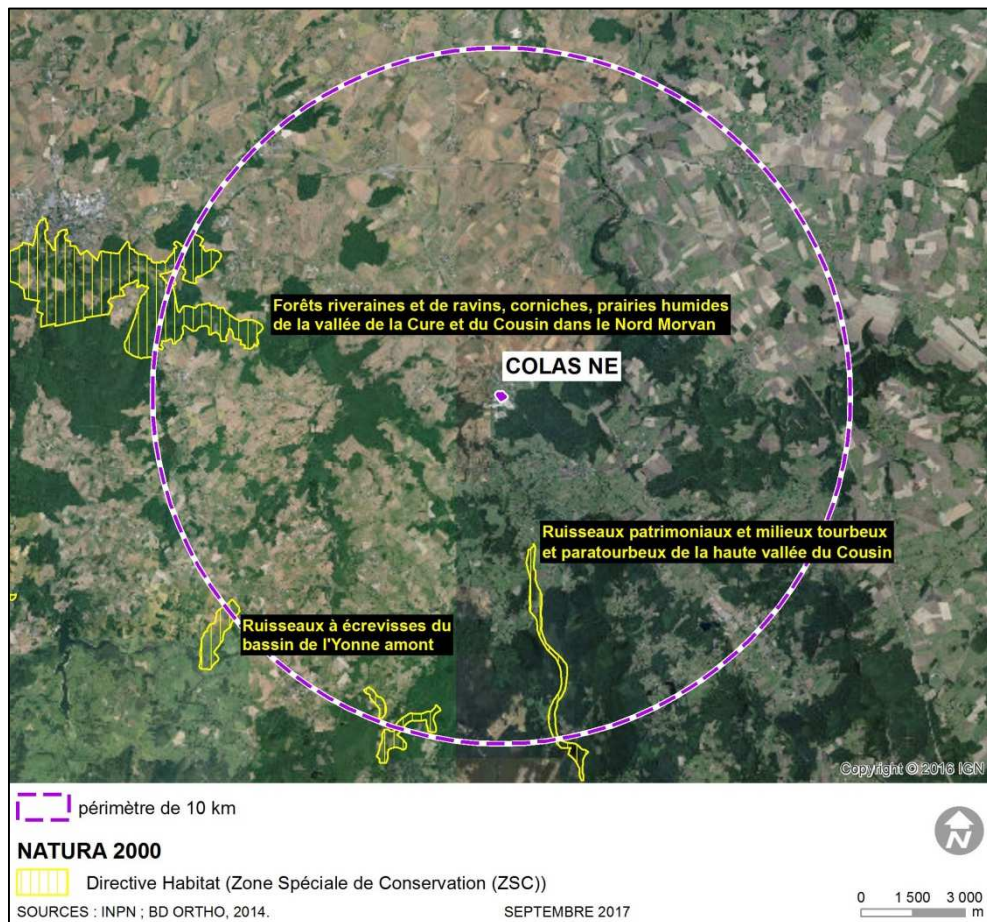 Forêts riveraines et de ravins, corniches, prairies humides
de la vallée de la Cure et du Cousin dans le Nord Morvan
COLAS NE
Ruisseaux patrimoniaux et milieux tourbeux
et paratourbeux de la haute vallée du Cousin
Ruisseaux à écrevisses du
bassin de l'Yonne amont
Copyright © 2016 IGN
périmètre de 10 km
NATURA 2000
Directive Habitat (Zone Spéciale de Conservation (ZSC))
SOURCES : INPN ; BD ORTHO, 2014.
SEPTEMBRE 2017
0 1 500 3 000
m